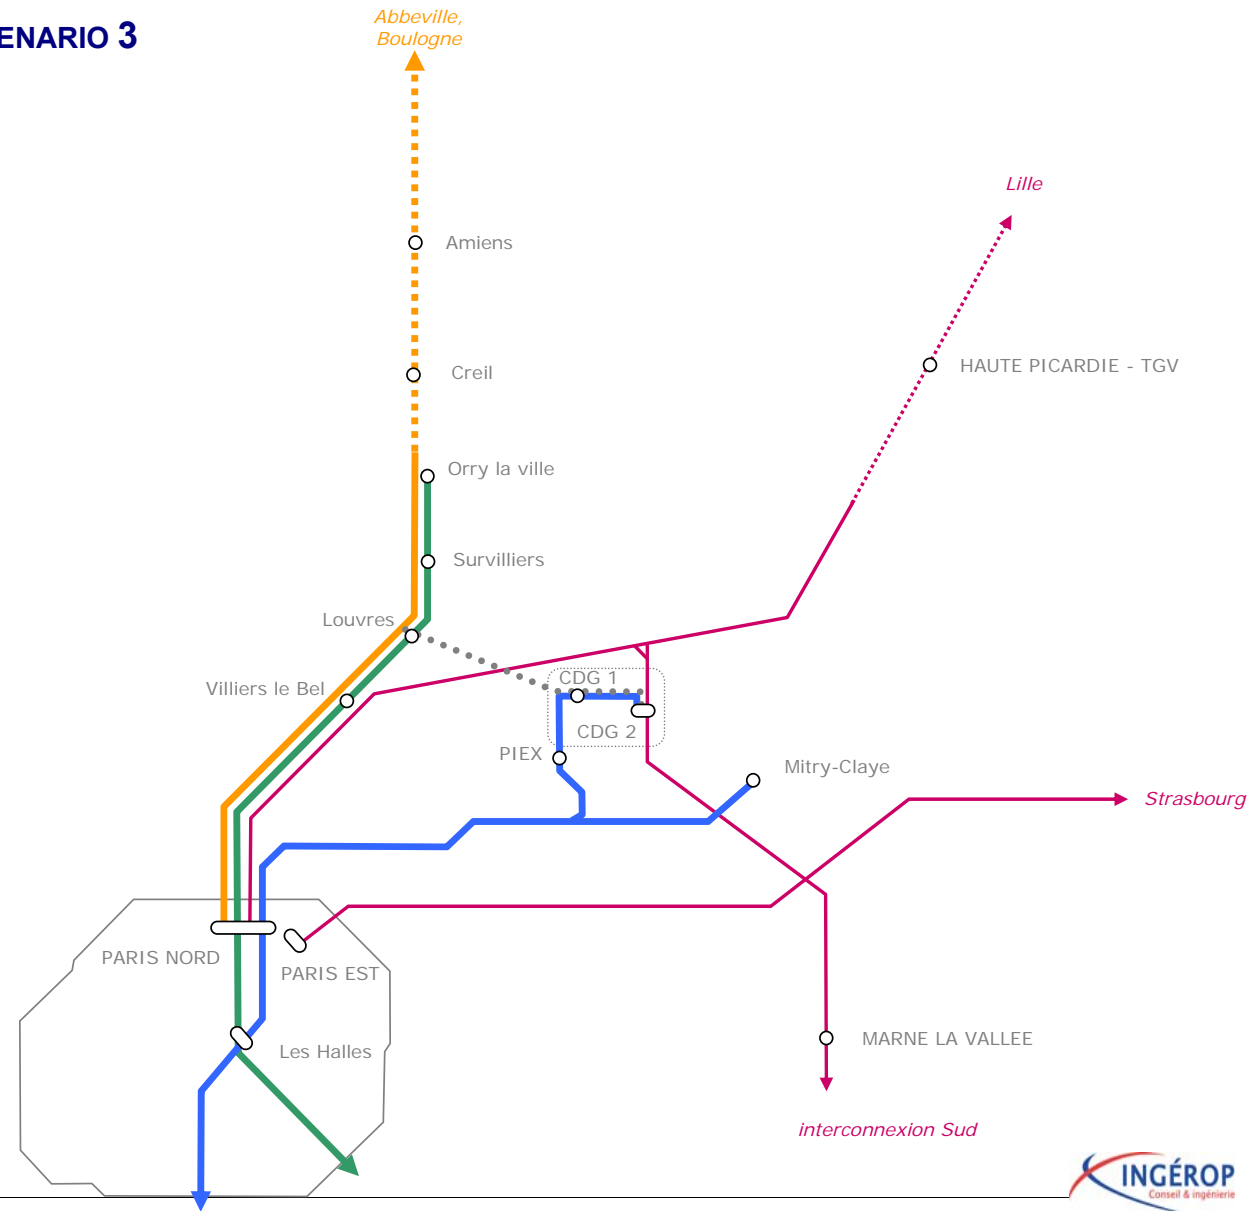 ENARIO 3
Abbeville,
Boulogne
Lille
Amiens
HAUTE PICARDIE - TGV
Creil
Orry la ville
Survilliers
Louvres
CDG 1
Villiers le Bel
CDG 2
PIEX
Mitry-Claye
Strasbourg
PARIS NORD
PARIS EST
Les Halles
MARNE LA VALLEE
interconnexion Sud
INGÉROP
Conseil & ingénierie